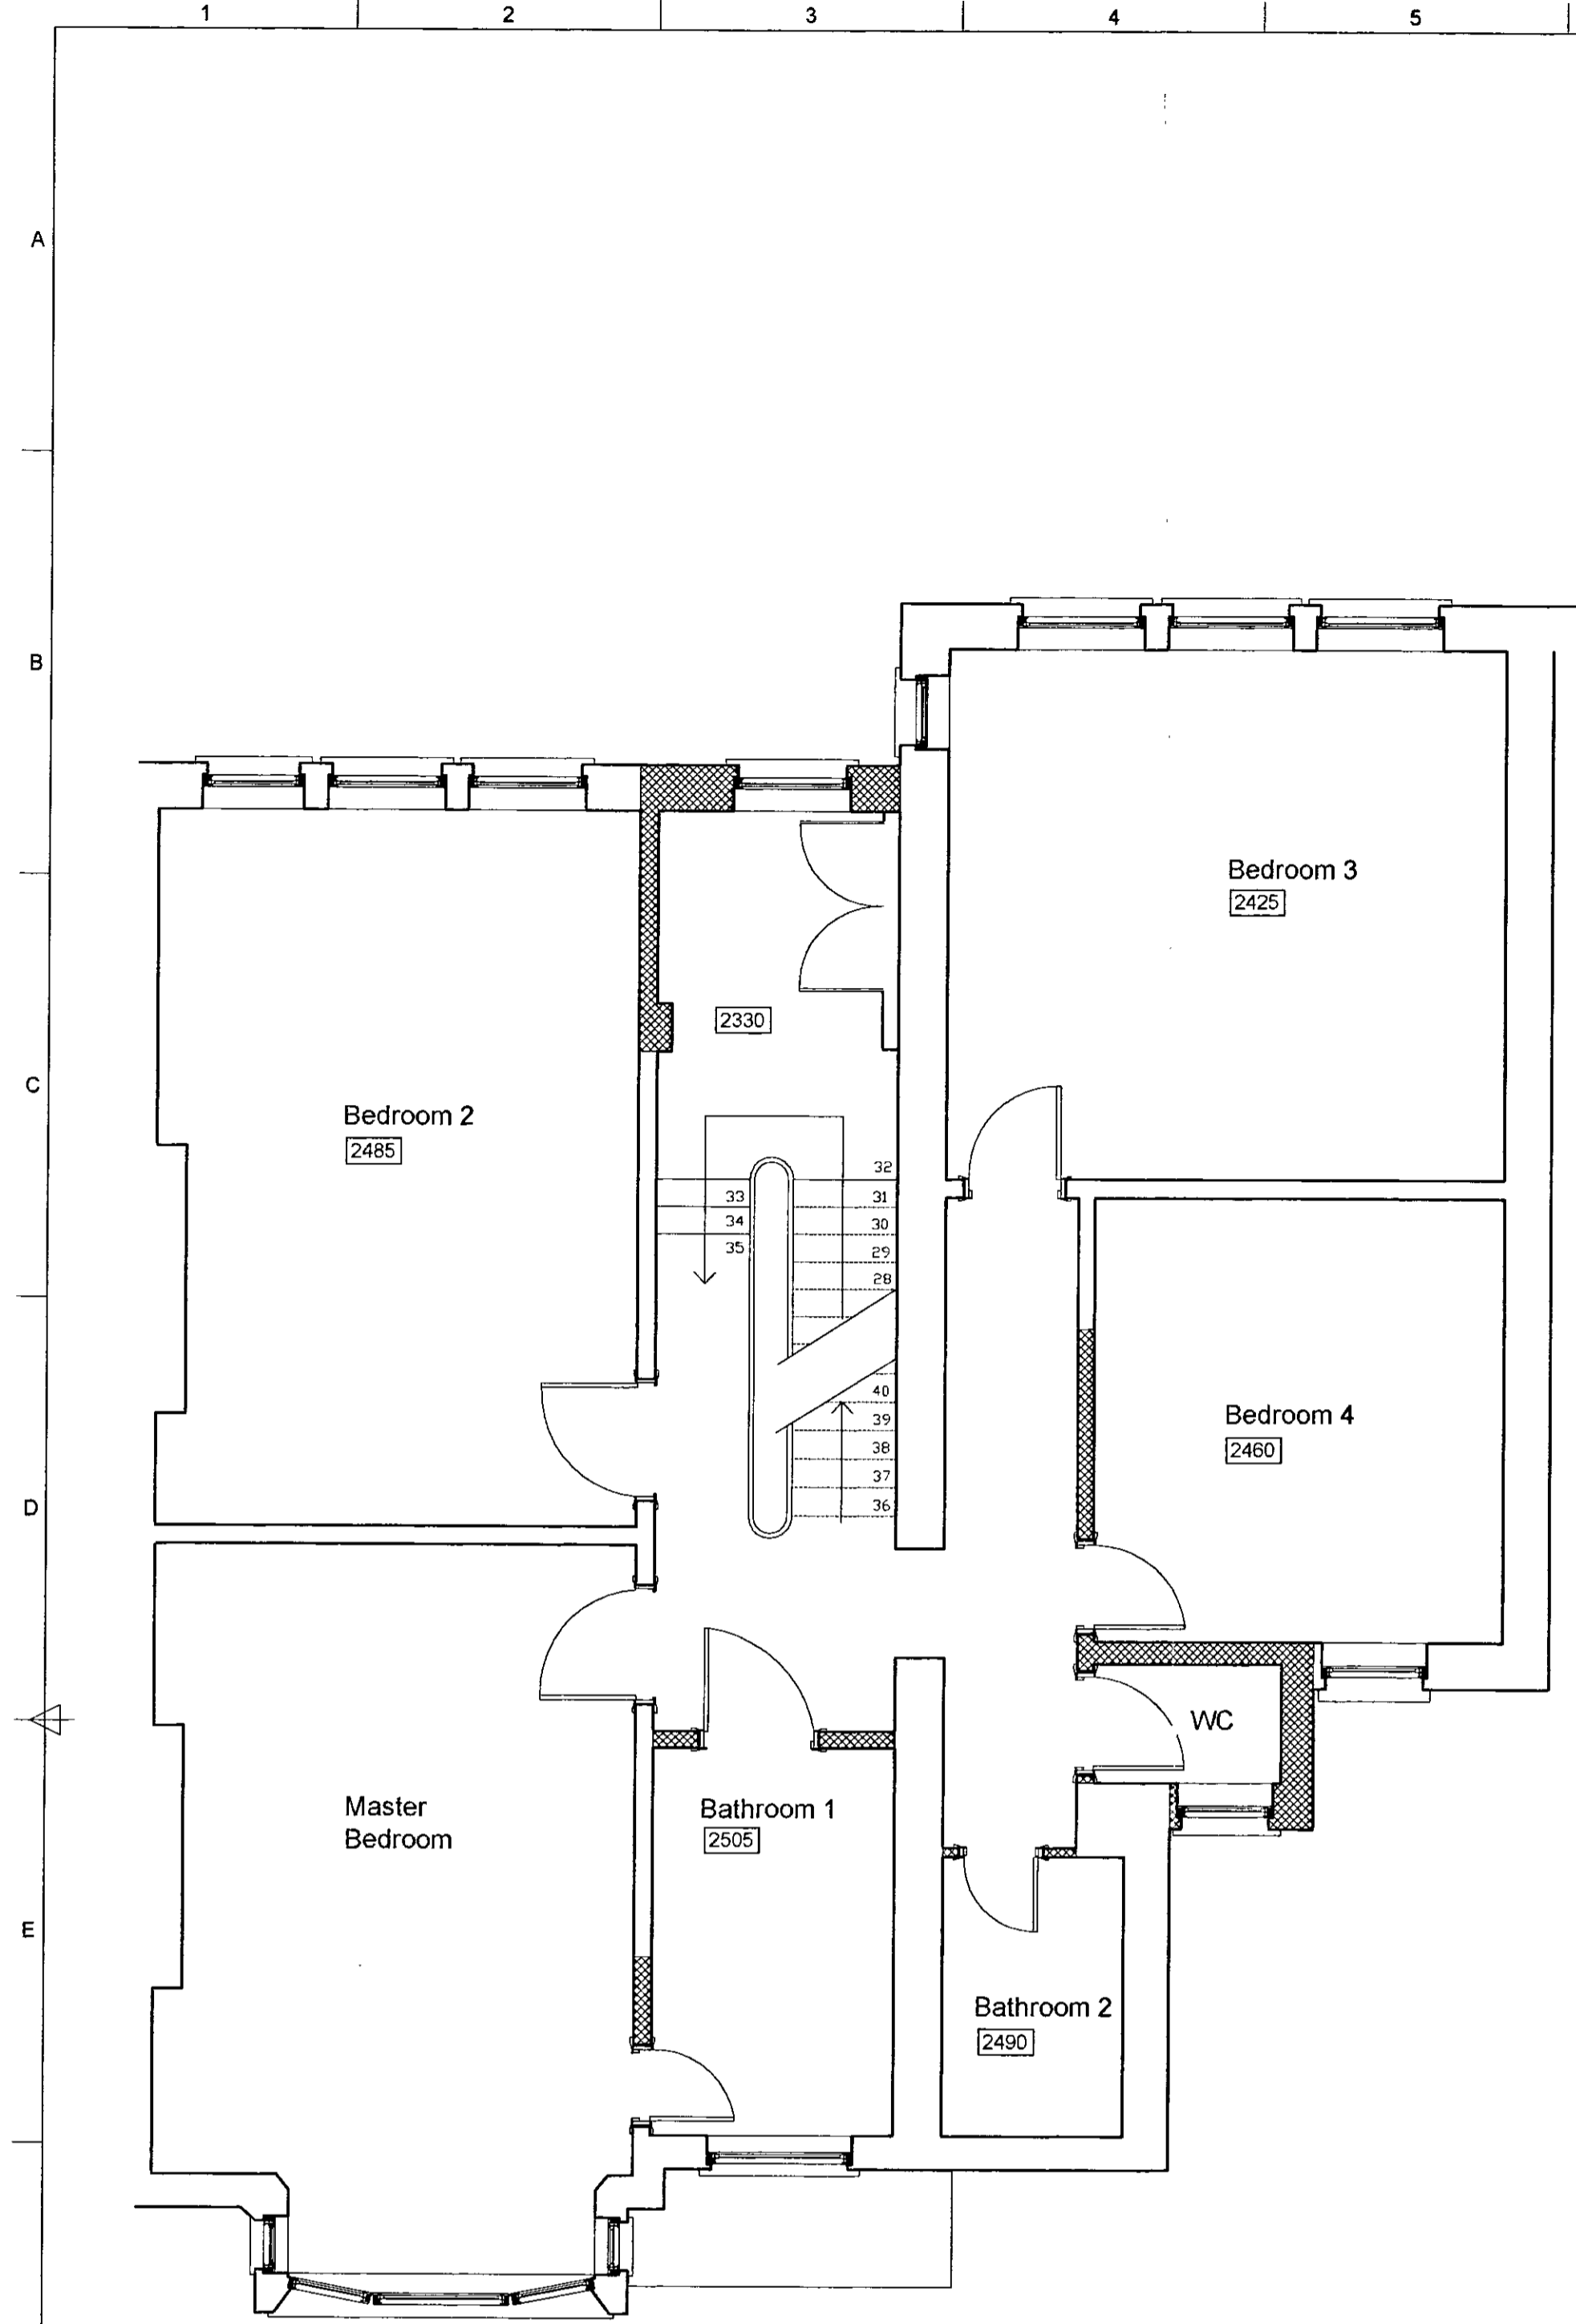 1 2 3 4 5
A
B
Bedroom 3
2425
2330
C
Bedroom 2
2485
32
33 31
34 30
35 29
28
40
39
38
37
36
Bedroom 4
2460
D
WC
Master
Bedroom
Bathroom 1
2505
E
Bathroom 2
2490